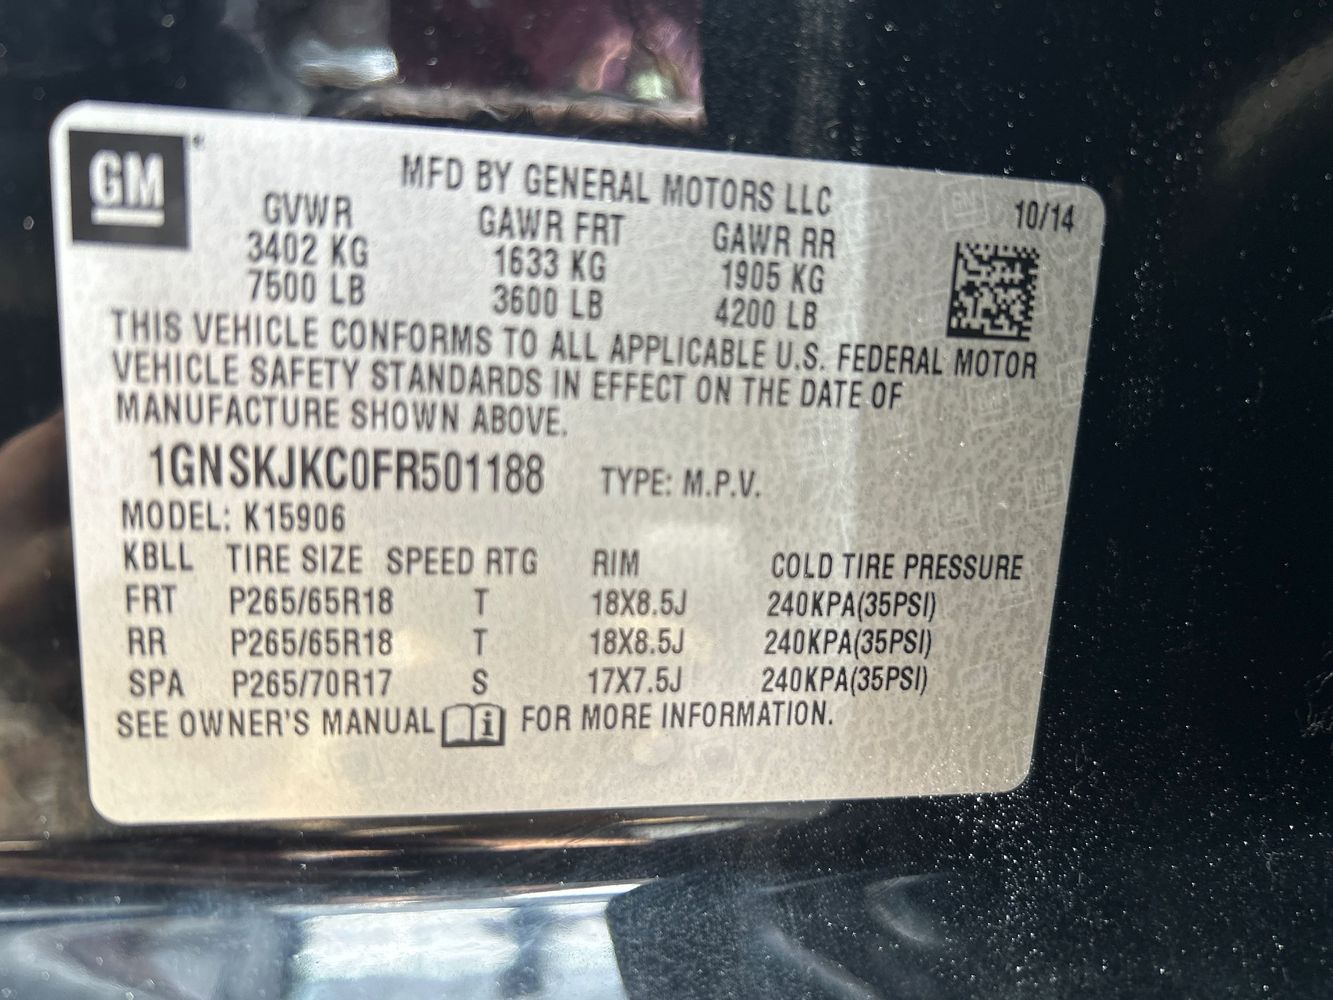 GM
MFD BY GENERAL MOTORS LLC
10/14
GVWR GAWR FRT GAWR RR
3402 KG 1633 KG 1905 KG
7500 LB 3600 LB 4200 LB
THIS VEHICLE CONFORMS TO ALL APPLICABLE U.S. FEDERAL MOTOR
VEHICLE SAFETY STANDARDS IN EFFECT ON THE DATE OF
MANUFACTURE SHOWN ABOVE.
1GNSKJKC0FR501188 TYPE: M.P.V.
MODEL: K15906
KBLL TIRE SIZE SPEED RTG RIM COLD TIRE PRESSURE
FRT P265/65R18 T 18X8.5J 240KPA(35PSI)
RR P265/65R18 T 18X8.5J 240KPA(35PSI)
SPA P265/70R17 S 17X7.5J 240KPA(35PSI)
SEE OWNER'S MANUAL i FOR MORE INFORMATION.